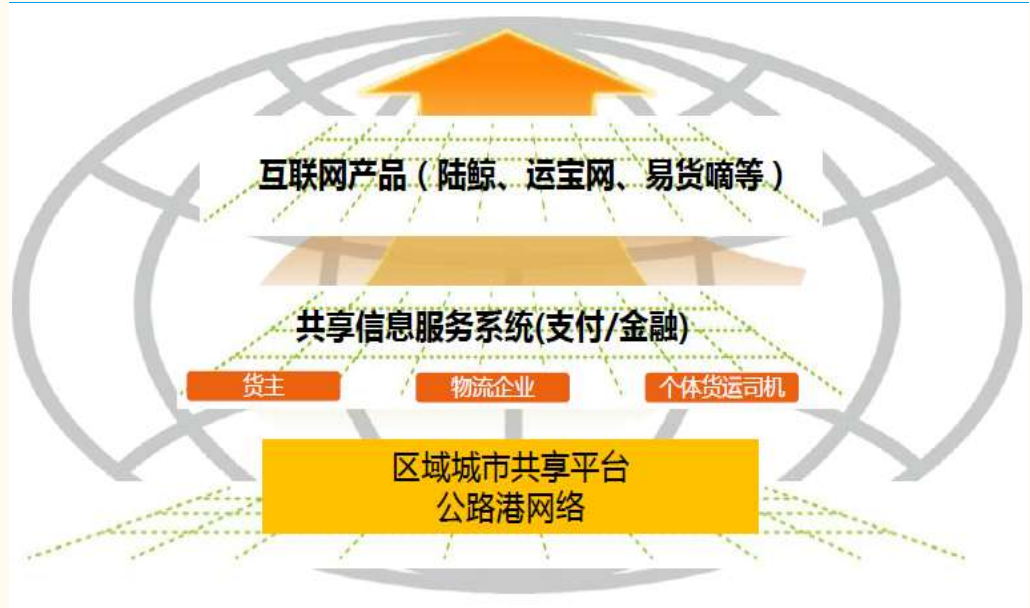 互联网产品（陆鲸、运宝网、易货嘀等）
共享信息服务系统(支付/金融)
货主
物流企业
个体货运司机
区域城市共享平台
公路港网络